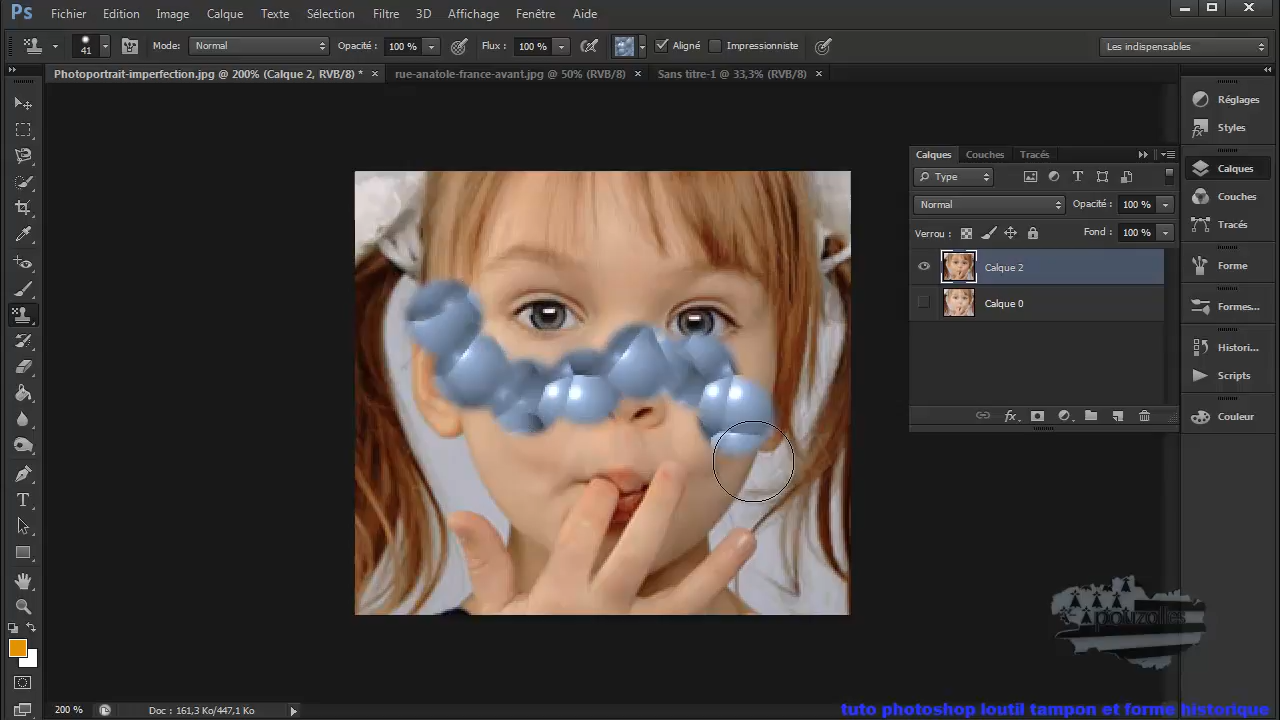 Ps Fichier Edition Image Calque Texte Sélection Filtre 3D Affichage Fenêtre Aide
41 Mode: Normal Opacité: 100 % Flux: 100 % Aligné Impressionniste Les indispensables
Photoportrait-imperfection.jpg @ 200% (Calque 2, RVB/8) * × rue-anatole-france-avant.jpg @ 50% (RVB/8) × Sans titre-1 @ 33,3% (RVB/8) ×
Réglages
Styles
Calques
Couches
Tracés
Forme
Formes...
Histori...
Scripts
Couleur
Calques Couches Tracés
Type
Normal Opacité: 100 %
Verrou: Fond: 100 %
Calque 2
Calque 0
fx
plouzelles
200 % Doc: 161,3 Ko/447,1 Ko
tuto photoshop loutil tampon et forme historique